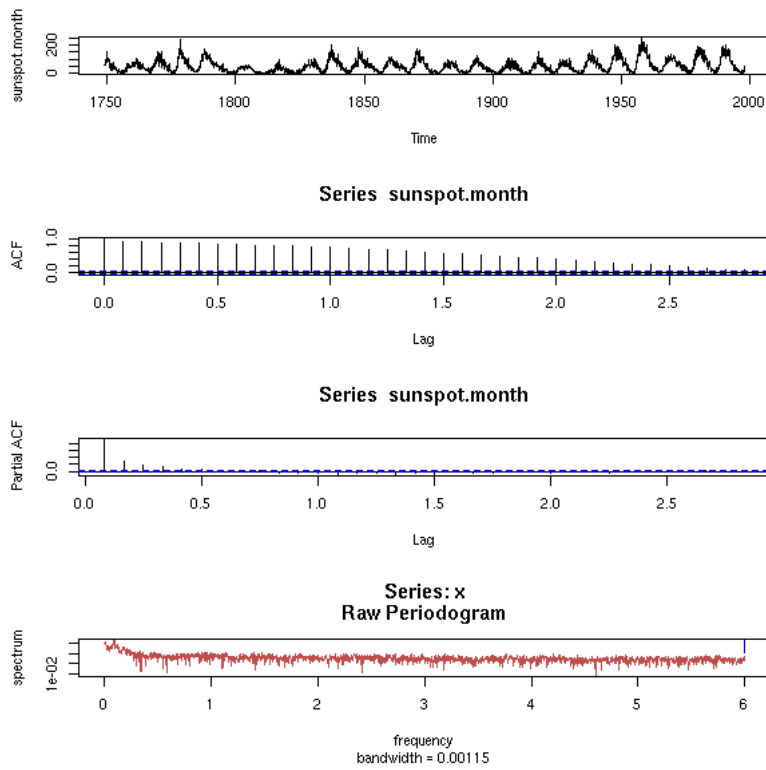 sunspot.month
0 200
1750 1800 1850 1900 1950 2000
Time
Series sunspot.month
ACF
0.0 1.0
0.0 0.5 1.0 1.5 2.0 2.5
Lag
Series sunspot.month
Partial ACF
0.0
0.0 0.5 1.0 1.5 2.0 2.5
Lag
Series: x
Raw Periodogram
spectrum
1e-02
0 1 2 3 4 5 6
frequency
bandwidth = 0.00115